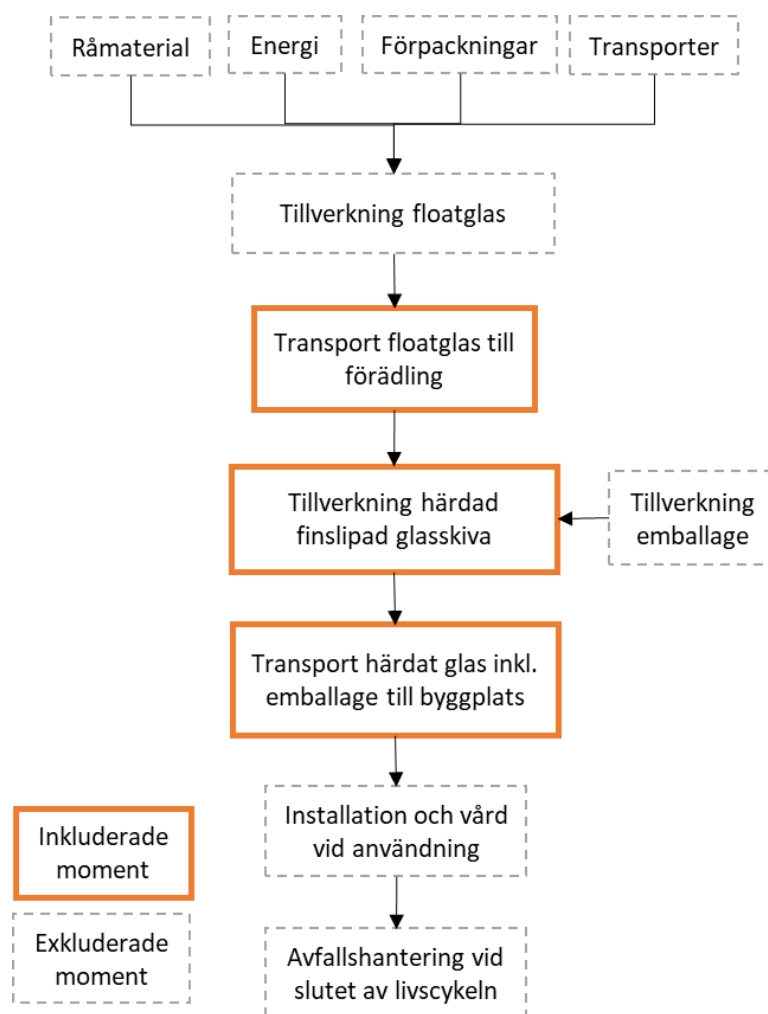 Råmaterial
Energi
Förpackningar
Transporter
Tillverkning floatglas
Transport floatglas till
förädling
Tillverkning härdad
finslipad glasskiva
Tillverkning
emballage
Transport härdat glas inkl.
emballage till byggplats
Installation och vård
vid användning
Inkluderade
moment
Exkluderade
moment
Avfallshantering vid
slutet av livscykeln